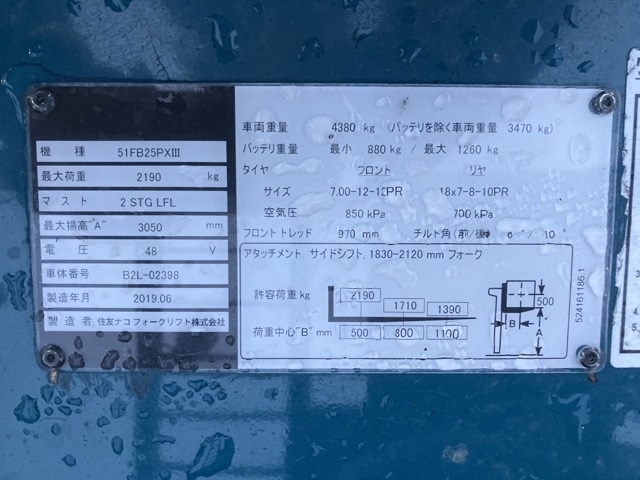 機 種 51FB25PXIII
最大荷重 2190 kg
マスト 2 STG LFL
最大揚高"A" 3050 mm
電 圧 48 V
車体番号 B2L-02398
製造年月 2019.06
製造者 住友ナコ フォークリフト株式会社
車両重量 4380 kg (バッテリを除く車両重量 3470 kg)
バッテリ重量 最小 880 kg / 最大 1260 kg
タイヤ フロント リヤ
サイズ 7.00-12-12PR 18x7-8-10PR
空気圧 850 kPa 700 kPa
フロント トレッド 970 mm チルト角(前/後) 6°/ 10°
アタッチメント サイドシフト, 1830-2120 mm フォーク
許容荷重 kg 2190 1710 1390
荷重中心"B" mm 500 800 1100
500
B
A
524161186.1